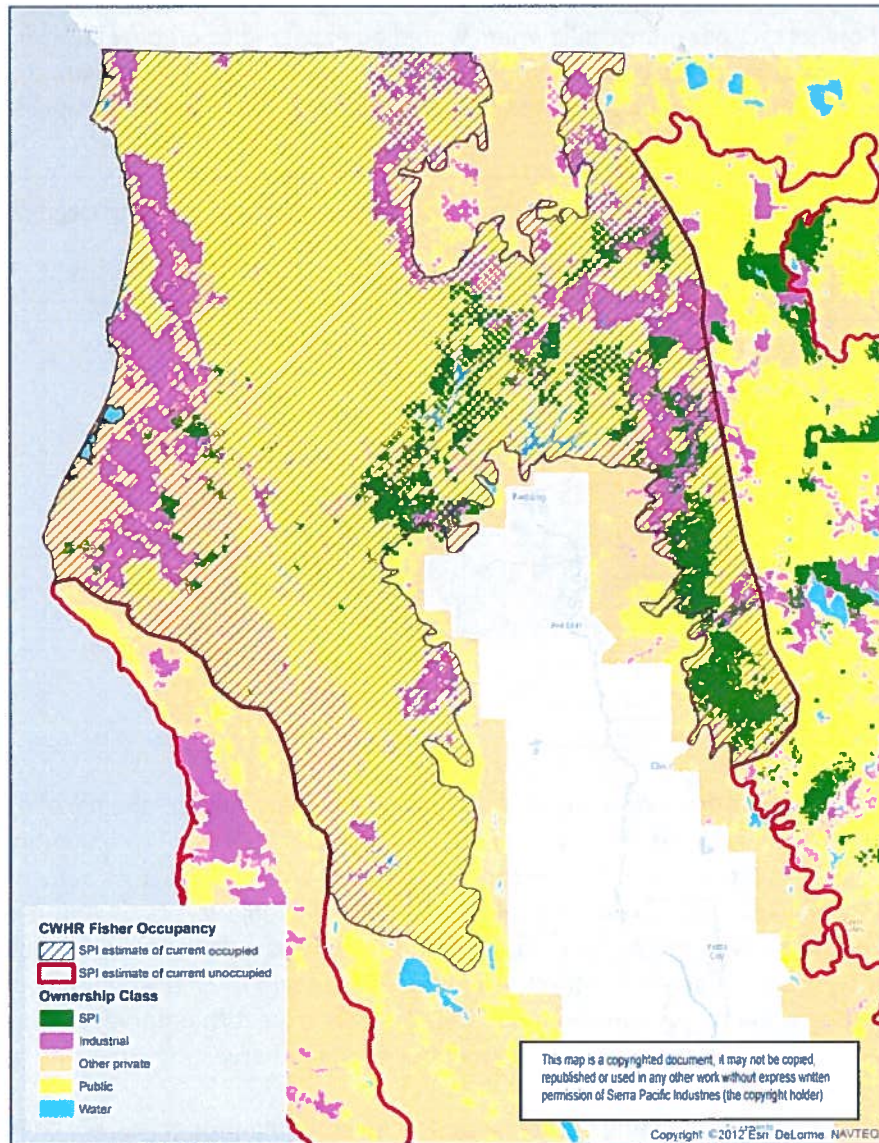 Redding
CWHR Fisher Occupancy
SPI estimate of current occupied
SPI estimate of current unoccupied
Ownership Class
SPI
Industrial
Other private
Public
Water
This map is a copyrighted document, it may not be copied,
republished or used in any other work without express written
permission of Sierra Pacific Industries (the copyright holder)
Copyright: ©2012 Esri DeLorme NAVTEQ